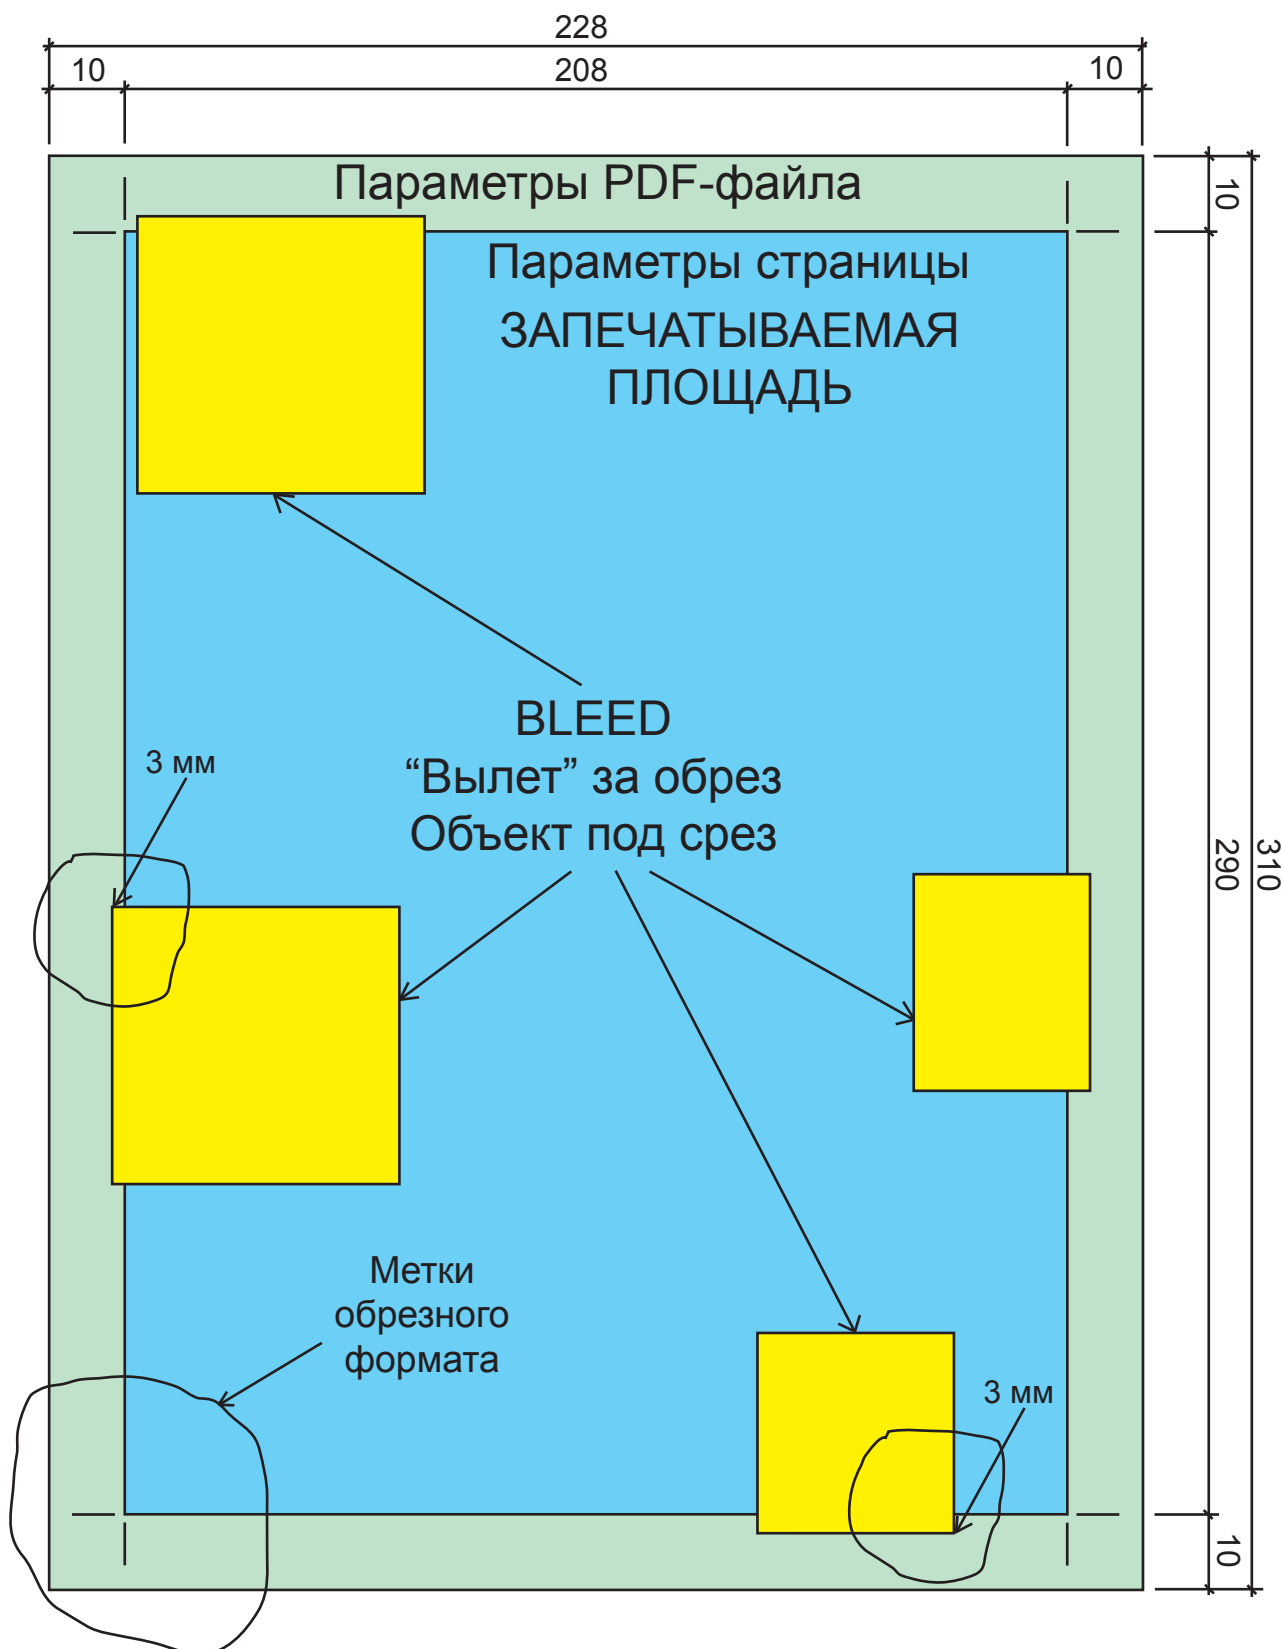 228
10
208
10
Параметры PDF-файла
10
Параметры страницы
ЗАПЕЧАТЫВАЕМАЯ
ПЛОЩАДЬ
BLEED
“Вылет” за обрез
Объект под срез
3 мм
310
290
Метки
обрезного
формата
3 мм
10